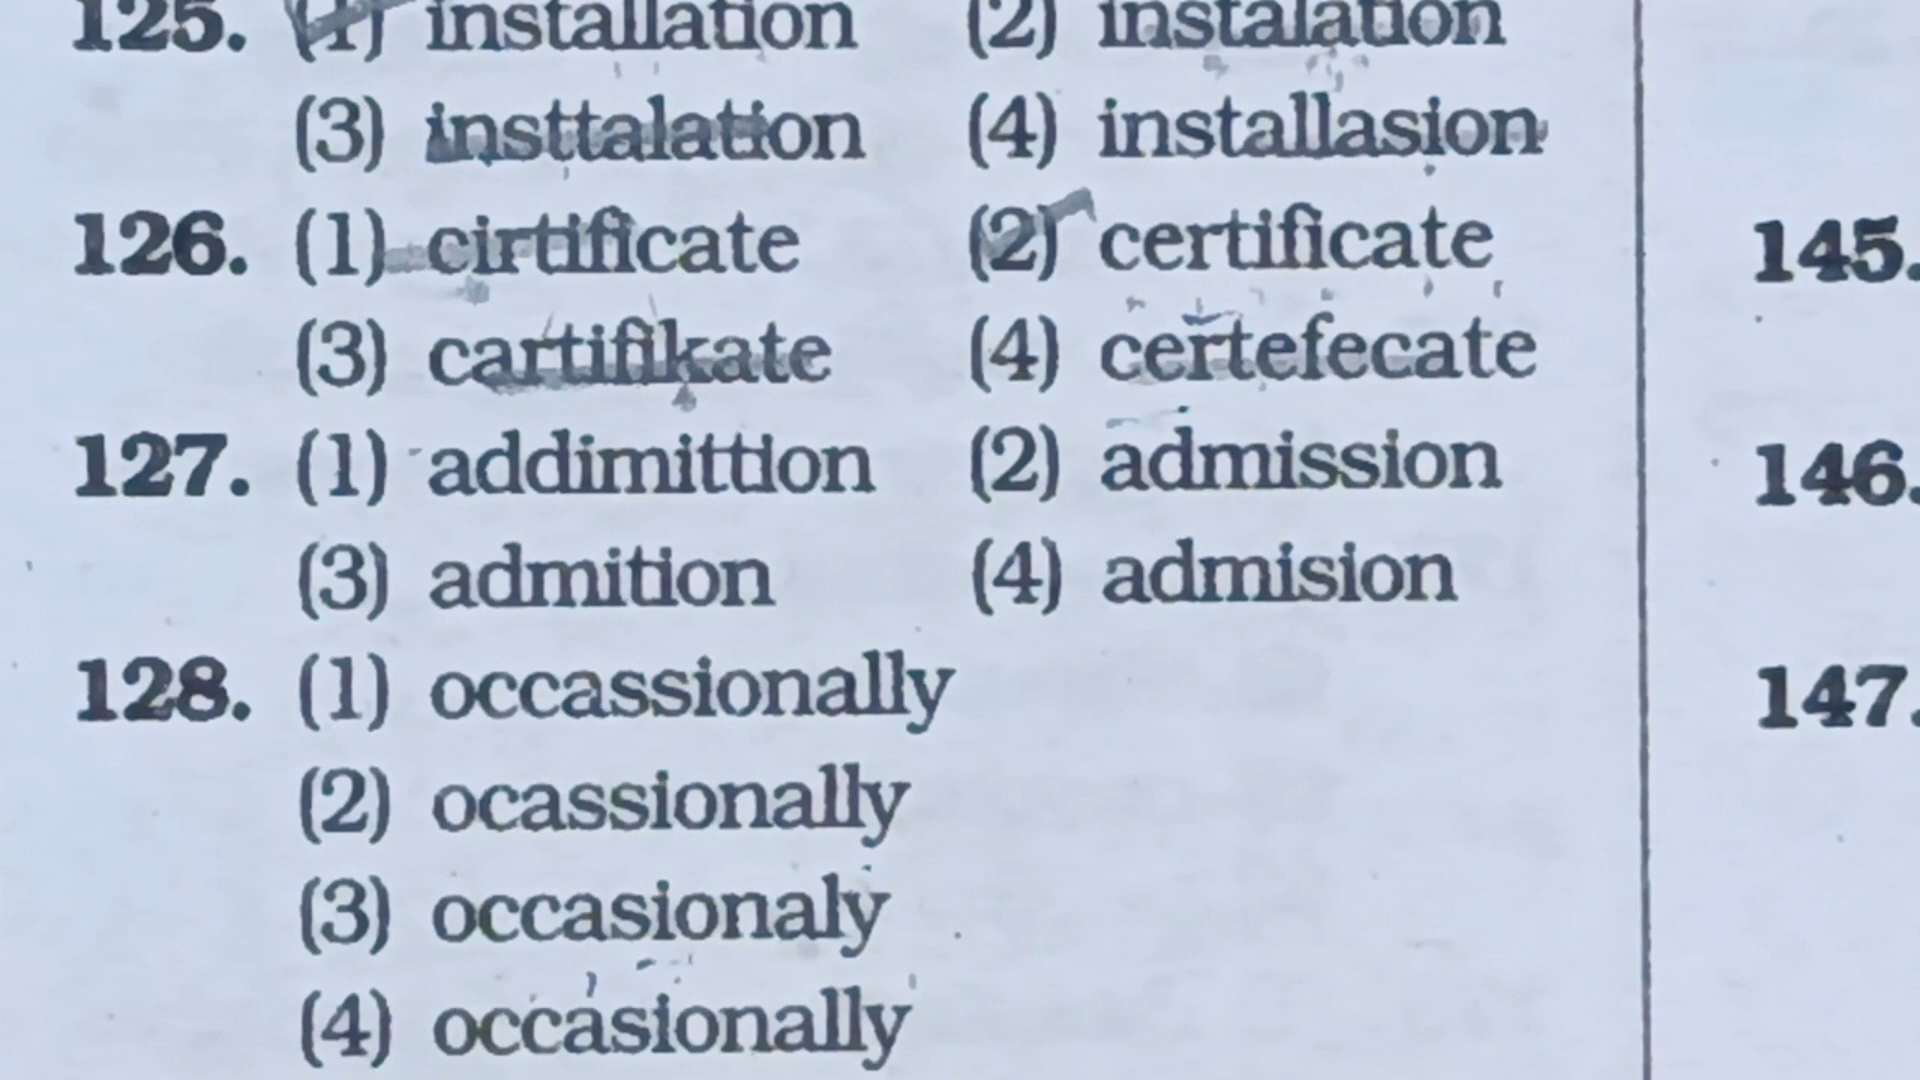 125. (1) installation (2) instalation
(3) insttalation (4) installasion
126. (1) cirtificate (2) certificate
(3) cartifikate (4) certefecate
127. (1) addimittion (2) admission
(3) admition (4) admision
128. (1) occassionally
(2) ocassionally
(3) occasionaly
(4) occasionally
145.
146.
147.